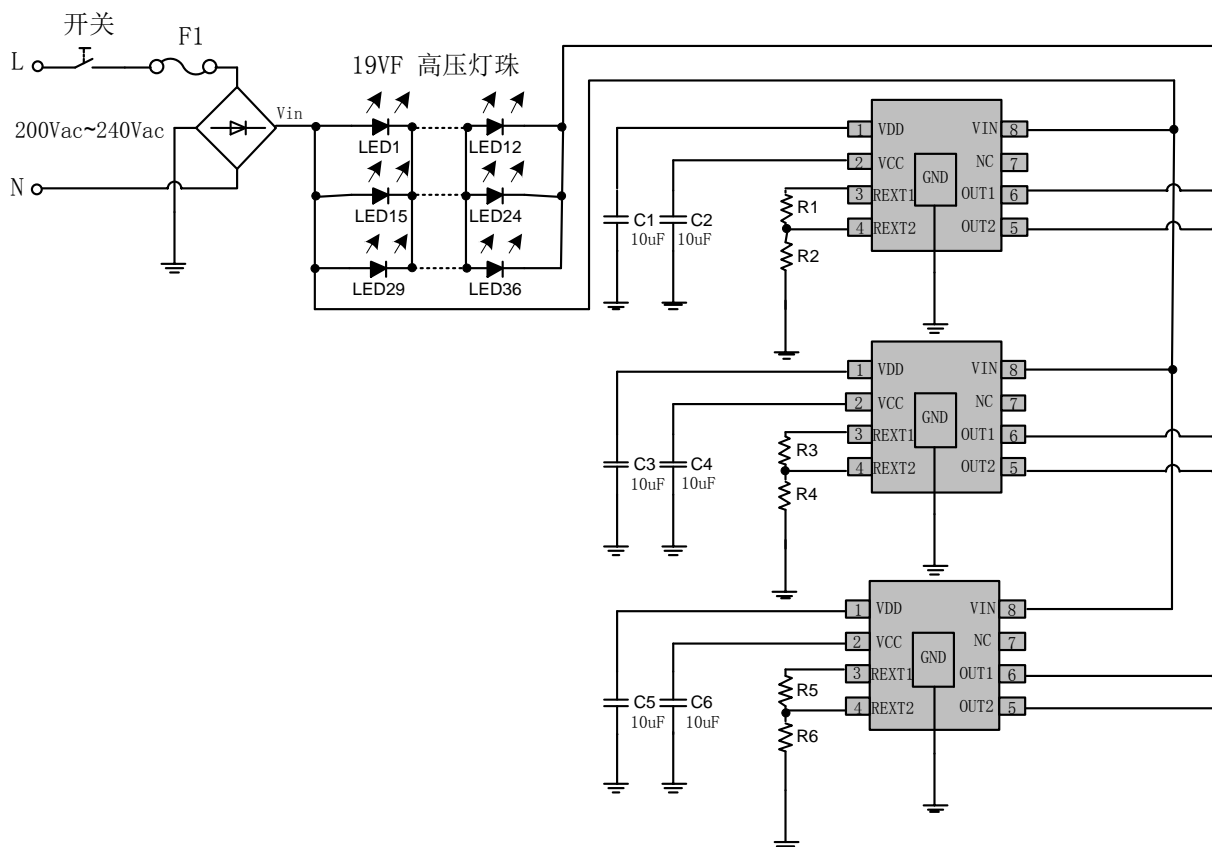 开关
F1
L
19VF 高压灯珠
Vin
200Vac~240Vac
N
LED1
LED12
LED15
LED24
LED29
LED36
1 VDD VIN 8
2 VCC NC 7
GND
3 REXT1 OUT1 6
4 REXT2 OUT2 5
C1
10uF
C2
10uF
R1
R2
1 VDD VIN 8
2 VCC NC 7
GND
3 REXT1 OUT1 6
4 REXT2 OUT2 5
C3
10uF
C4
10uF
R3
R4
1 VDD VIN 8
2 VCC NC 7
GND
3 REXT1 OUT1 6
4 REXT2 OUT2 5
C5
10uF
C6
10uF
R5
R6